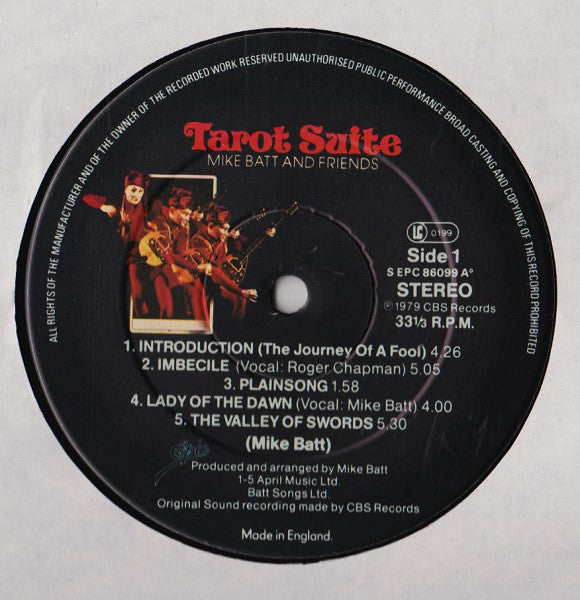 ALL RIGHTS OF THE MANUFACTURER AND OF THE OWNER OF THE RECORDED WORK RESERVED UNAUTHORISED PUBLIC PERFORMANCE BROAD CASTING AND COPYING OF THIS RECORD PROHIBITED
Tarot Suite
MIKE BATT AND FRIENDS
LC 0199
Side 1
S EPC 86099 A°
STEREO
℗ 1979 CBS Records
33⅓ R.P.M.
1. INTRODUCTION (The Journey Of A Fool) 4.26
2. IMBECILE (Vocal: Roger Chapman) 5.05
3. PLAINSONG 1.58
4. LADY OF THE DAWN (Vocal: Mike Batt) 4.00
5. THE VALLEY OF SWORDS 5.30
(Mike Batt)
Epic
Produced and arranged by Mike Batt
1-5 April Music Ltd.
Batt Songs Ltd.
Original Sound recording made by CBS Records
Made in England.